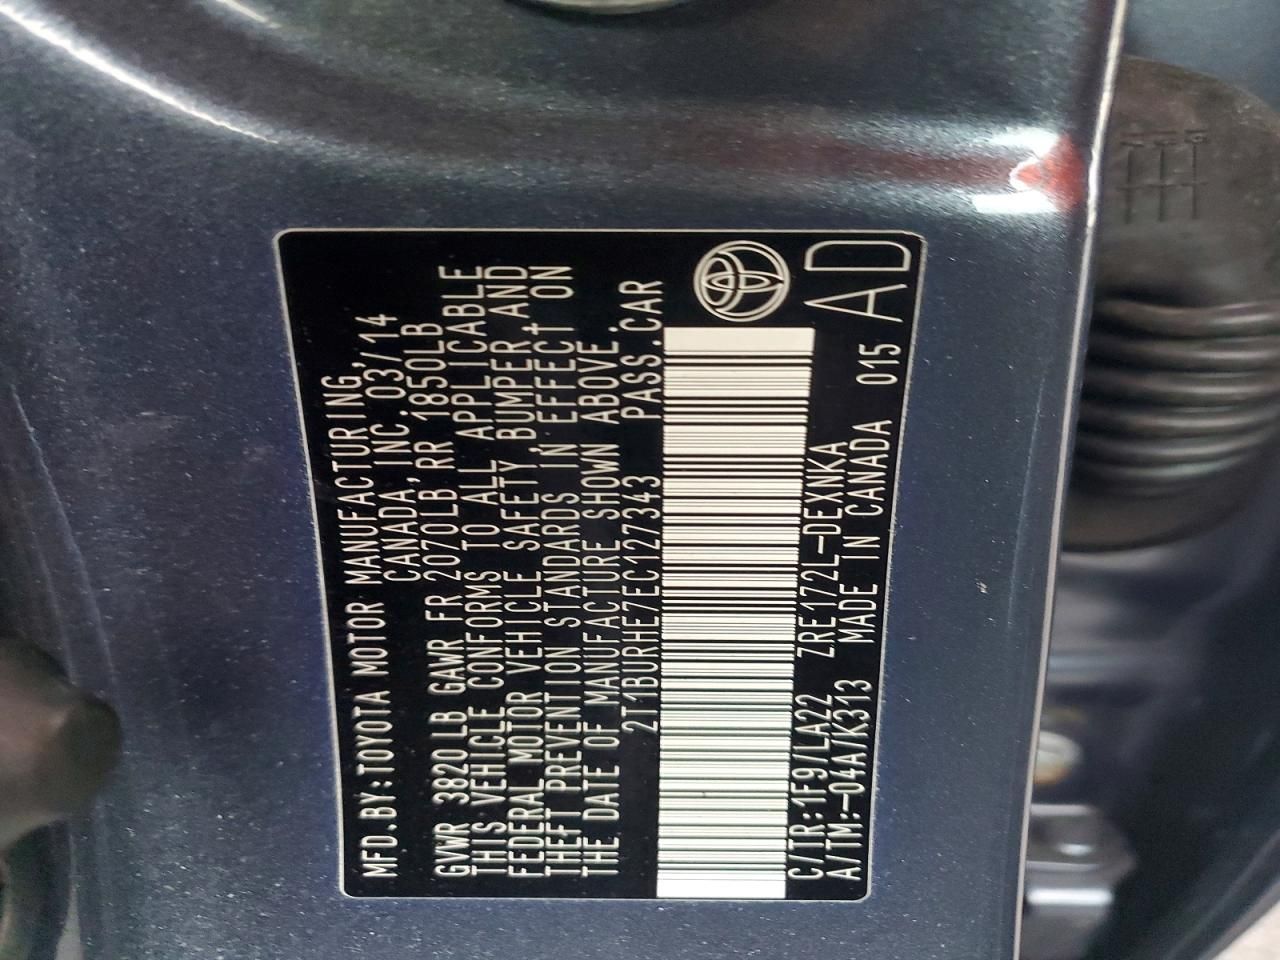 MFD.BY:TOYOTA MOTOR MANUFACTURING,
CANADA,INC.03/14
GVWR 3820 LB GAWR FR 2070LB,RR 1850LB
THIS VEHICLE CONFORMS TO ALL APPLICABLE
FEDERAL MOTOR VEHICLE SAFETY, BUMPER,AND
THEFT PREVENTION STANDARDS IN EFFECT ON
THE DATE OF MANUFACTURE SHOWN ABOVE.
2T1BURHE7EC127343 PASS.CAR
C/TR:1F9/LA22 ZRE172L-DEXNKA 015
A/TM:-04A/K313 MADE IN CANADA AD